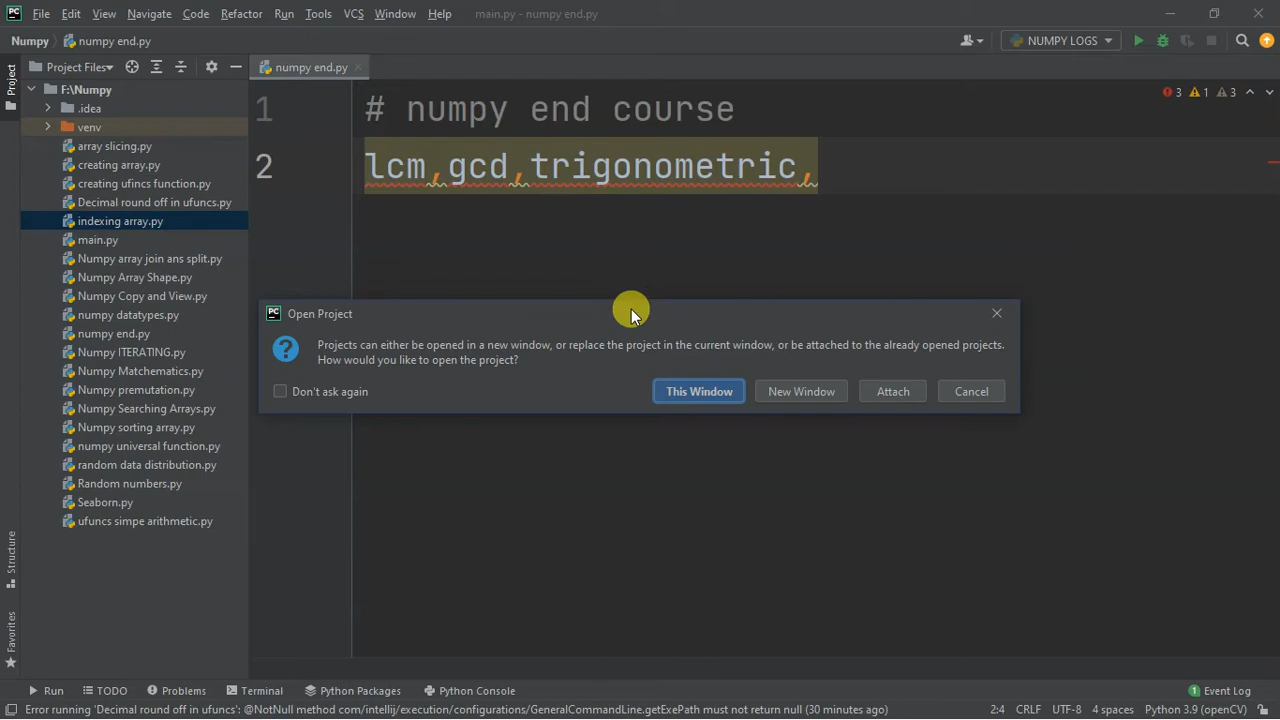 PC File Edit View Navigate Code Refactor Run Tools VCS Window Help main.py - numpy end.py
Numpy numpy end.py NUMPY LOGS
Project Files numpy end.py
Project
F:\Numpy
.idea
venv
array slicing.py
creating array.py
creating ufincs function.py
Decimal round off in ufuncs.py
indexing array.py
main.py
Numpy array join ans split.py
Numpy Array Shape.py
Numpy Copy and View.py
numpy datatypes.py
numpy end.py
Numpy ITERATING.py
Numpy Matchematics.py
Numpy premutation.py
Numpy Searching Arrays.py
Numpy sorting array.py
numpy universal function.py
random data distribution.py
Random numbers.py
Seaborn.py
ufuncs simpe arithmetic.py
Structure
Favorites
1 # numpy end course
2 lcm,gcd,trigonometric,
3 1 3
PC Open Project
Projects can either be opened in a new window, or replace the project in the current window, or be attached to the already opened projects.
How would you like to open the project?
Don't ask again This Window New Window Attach Cancel
Run TODO Problems Terminal Python Packages Python Console 1 Event Log
Error running 'Decimal round off in ufuncs': @NotNull method com/intellij/execution/configurations/GeneralCommandLine.getExePath must not return null (30 minutes ago) 2:4 CRLF UTF-8 4 spaces Python 3.9 (openCV)